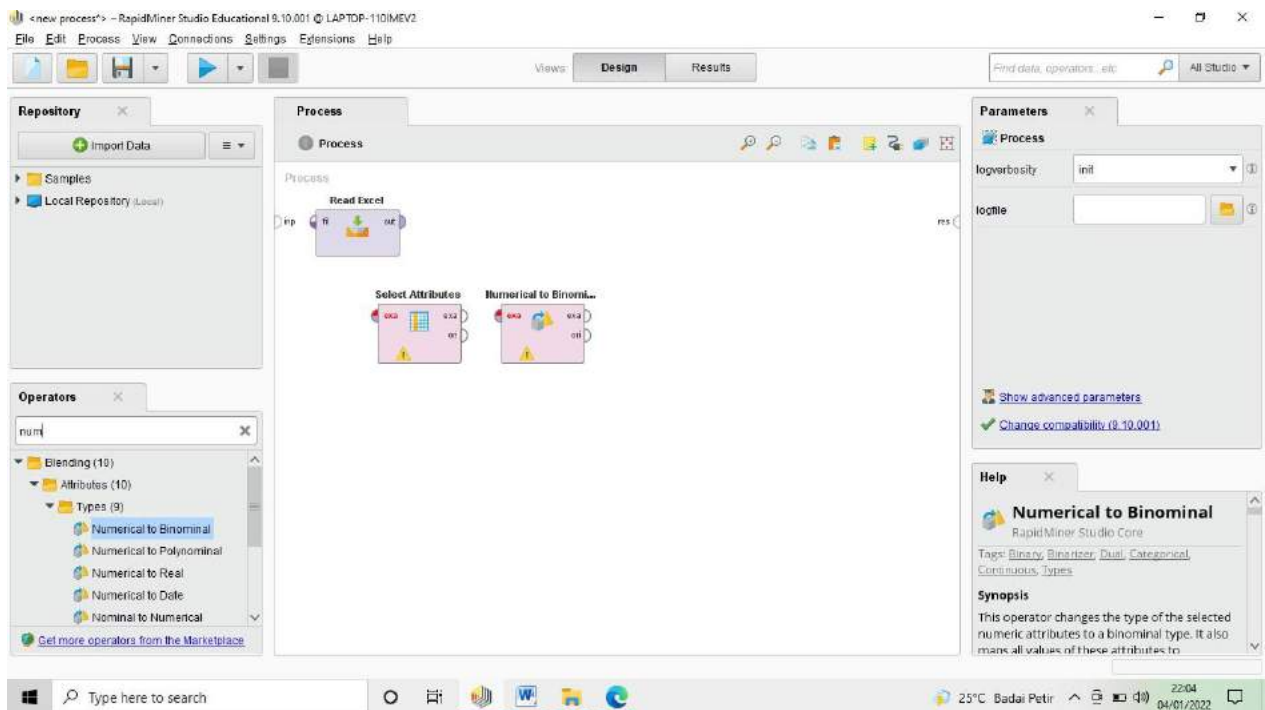 <new process*> – RapidMiner Studio Educational 9.10.001 @ LAPTOP-110IMEV2
File Edit Process View Connections Settings Extensions Help
Views: Design Results
Find data, operators...etc All Studio
Repository
Import Data
Samples
Local Repository (Local)
Operators
num
Blending (10)
Attributes (10)
Types (9)
Numerical to Binominal
Numerical to Polynominal
Numerical to Real
Numerical to Date
Nominal to Numerical
Get more operators from the Marketplace
Process
Process
Process
Read Excel
inp fil out res
Select Attributes Numerical to Binomi...
exa exa exa exa
ori ori
Parameters
Process
logverbosity init
logfile
Show advanced parameters
Change compatibility (9.10.001)
Help
Numerical to Binominal
RapidMiner Studio Core
Tags: Binary, Binarizer, Dual, Categorical,
Continuous, Types
Synopsis
This operator changes the type of the selected
numeric attributes to a binominal type. It also
maps all values of these attributes to
Type here to search
25°C Badai Petir
22:04
04/01/2022